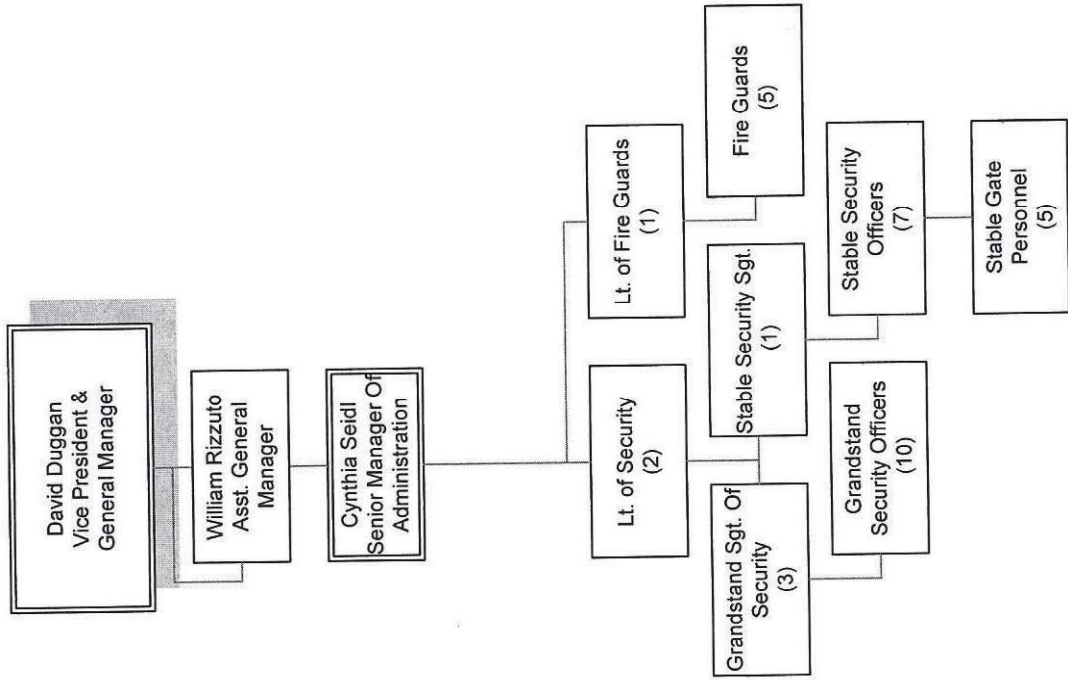 David Duggan
Vice President &
General Manager
William Rizzuto
Asst. General
Manager
Cynthia Seidl
Senior Manager Of
Administration
Lt. of Security
(2)
Lt. of Fire Guards
(1)
Grandstand Sgt. Of
Security
(3)
Stable Security Sgt.
(1)
Fire Guards
(5)
Grandstand
Security Officers
(10)
Stable Security
Officers
(7)
Stable Gate
Personnel
(5)